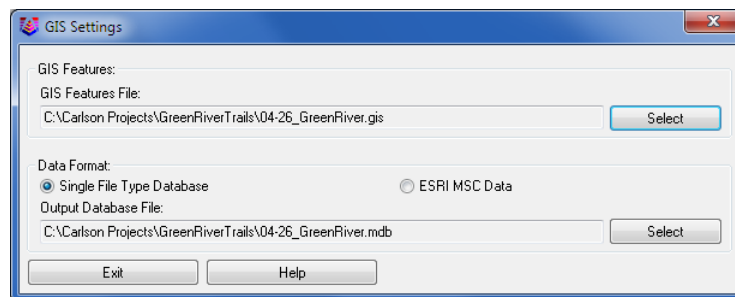 GIS Settings
GIS Features:
GIS Features File:
C:\Carlson Projects\GreenRiverTrails\04-26_GreenRiver.gis
Select
Data Format:
Single File Type Database
ESRI MSC Data
Output Database File:
C:\Carlson Projects\GreenRiverTrails\04-26_GreenRiver.mdb
Select
Exit
Help